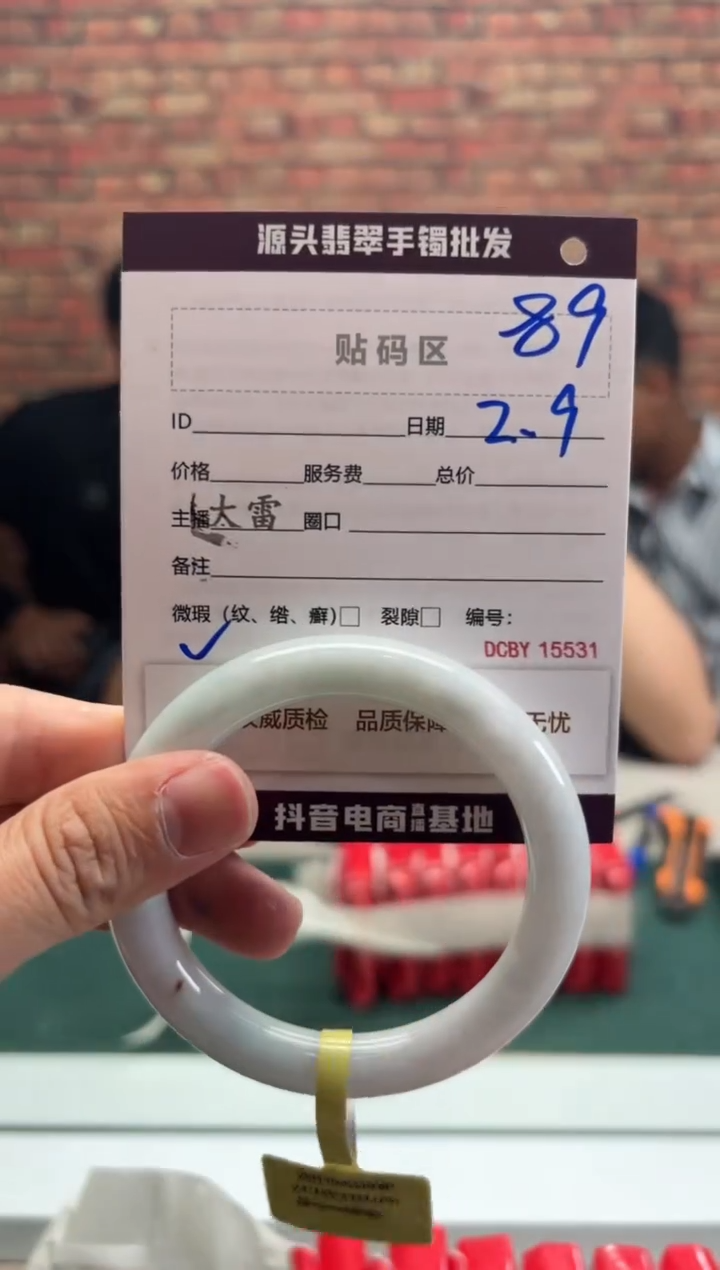 源头翡翠手镯批发
89
贴码区
ID 日期 2.9
价格 服务费 总价
主播 大雷 圈口
备注
微瑕（纹、绺、癣）□ 裂隙□ 编号：
✓ DCBY 15531
威质检 品质保障 无忧
抖音电商直播基地